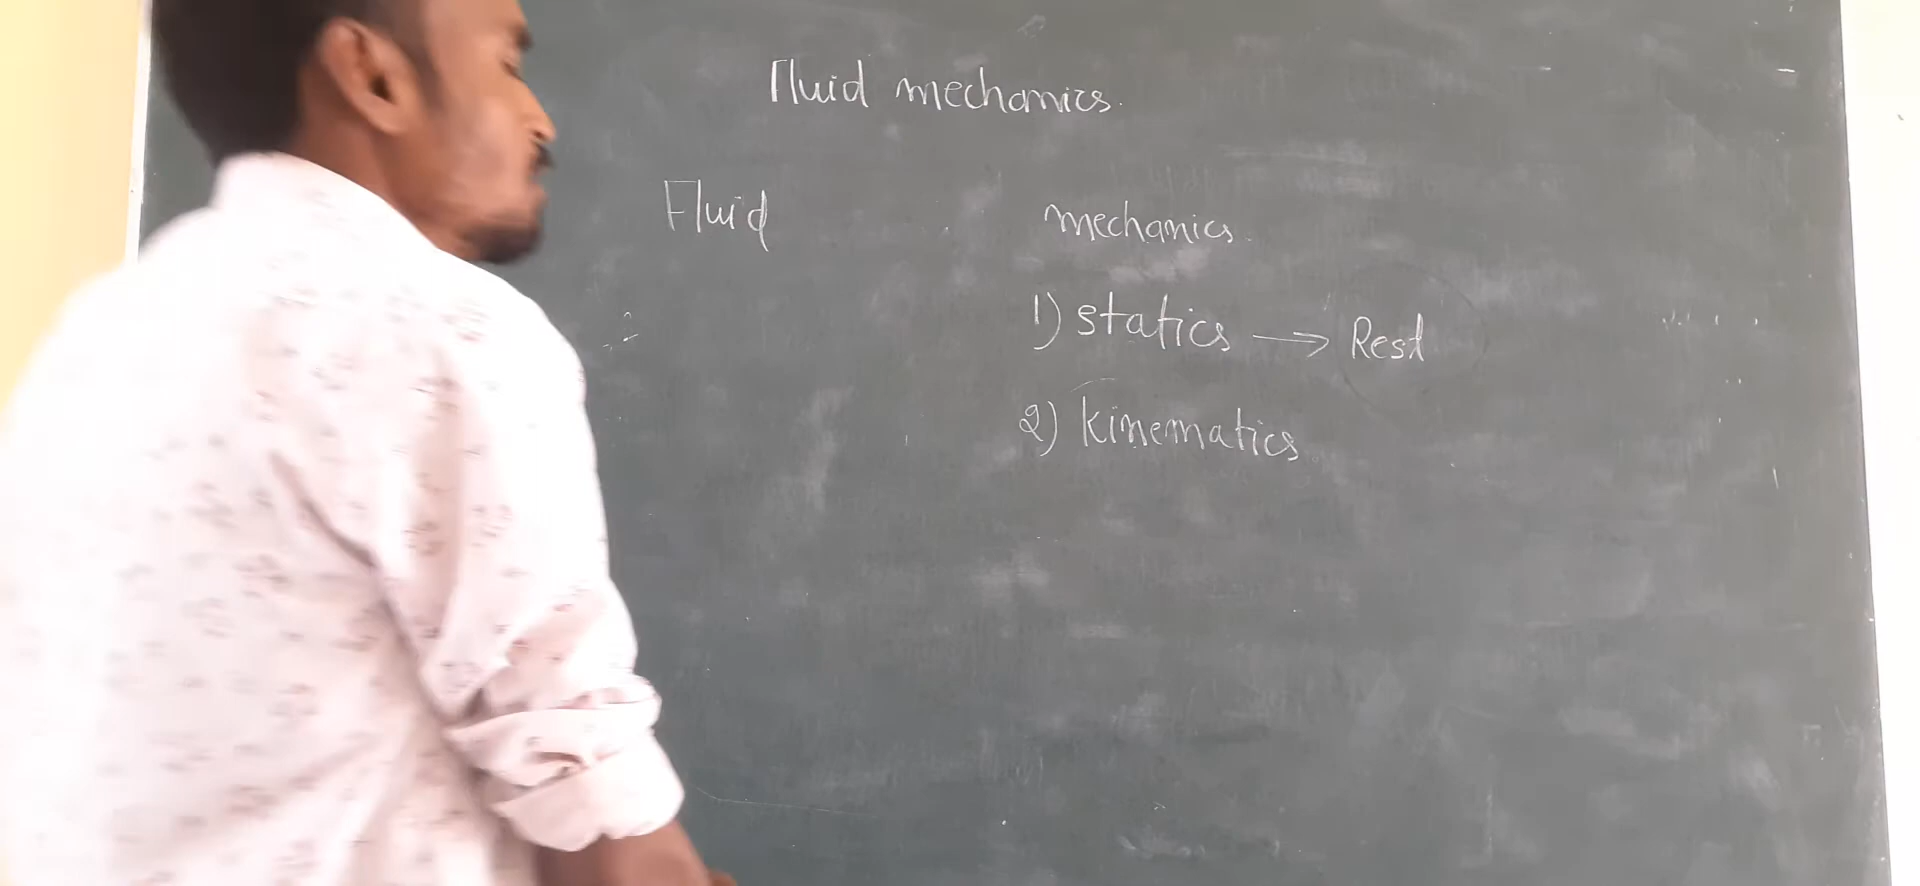 Fluid mechanics.
Fluid mechanics.
1) statics → Rest
2) kinematics